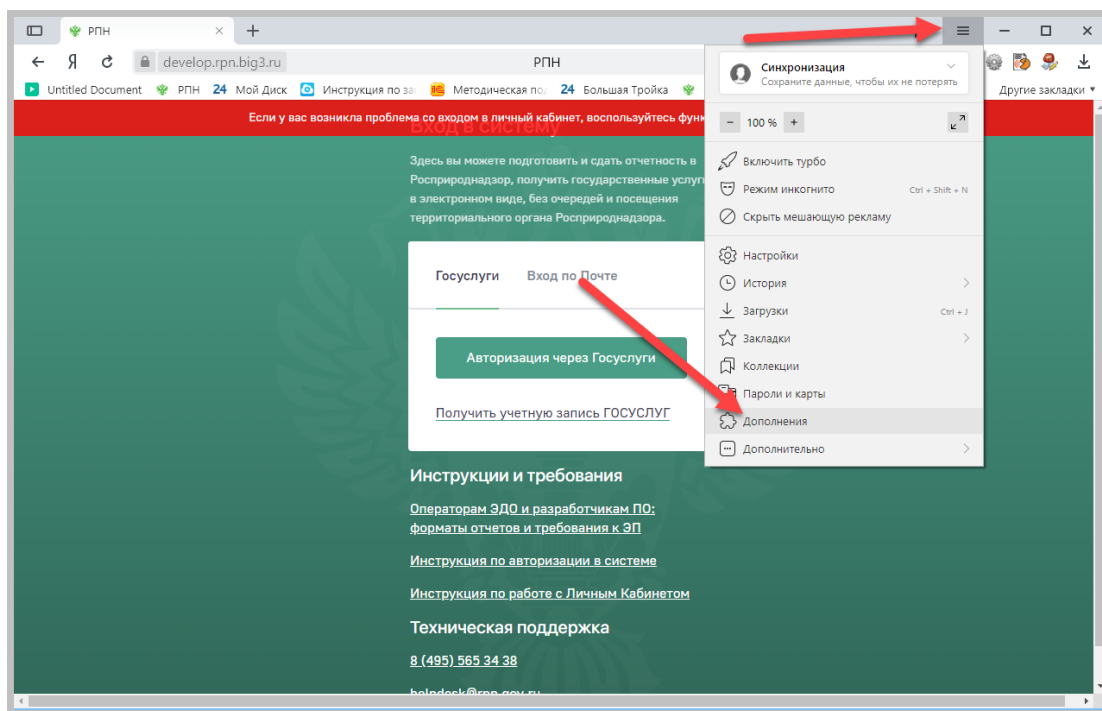 РПН
develop.rpn.big3.ru
РПН
Untitled Document
РПН
24 Мой Диск
Инструкция по за
Методическая по
24 Большая Тройка
Другие закладки
Если у вас возникла проблема со входом в личный кабинет, воспользуйтесь функ
Вход в систему
Здесь вы можете подготовить и сдать отчетность в
Росприроднадзор, получить государственные услуги
в электронном виде, без очередей и посещения
территориального органа Росприроднадзора.
Госуслуги
Вход по Почте
Авторизация через Госуслуги
Получить учетную запись ГОСУСЛУГ
Инструкции и требования
Операторам ЭДО и разработчикам ПО:
форматы отчетов и требования к ЭП
Инструкция по авторизации в системе
Инструкция по работе с Личным Кабинетом
Техническая поддержка
8 (495) 565 34 38
helpdesk@rpn.gov.ru
Синхронизация
Сохраните данные, чтобы их не потерять
– 100 % +
Включить турбо
Режим инкогнито Ctrl + Shift + N
Скрыть мешающую рекламу
Настройки
История
Загрузки Ctrl + J
Закладки
Коллекции
Пароли и карты
Дополнения
Дополнительно